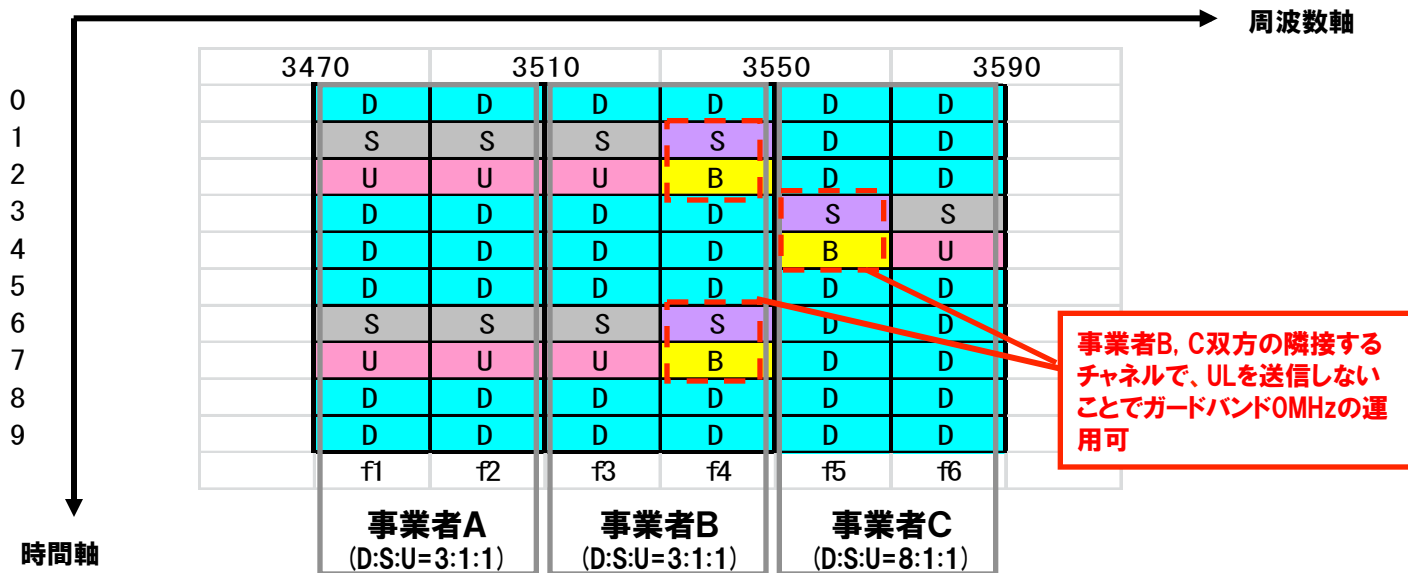 周波数軸
3470 3510 3550 3590
0 D D D D D D
1 S S S S D D
2 U U U B D D
3 D D D D S S
4 D D D D B U
5 D D D D D D
6 S S S S D D
7 U U U B D D
8 D D D D D D
9 D D D D D D
f1 f2 f3 f4 f5 f6
事業者B, C双方の隣接する
チャネルで、ULを送信しない
ことでガードバンド0MHzの運
用可
事業者A 事業者B 事業者C
(D:S:U=3:1:1) (D:S:U=3:1:1) (D:S:U=8:1:1)
時間軸